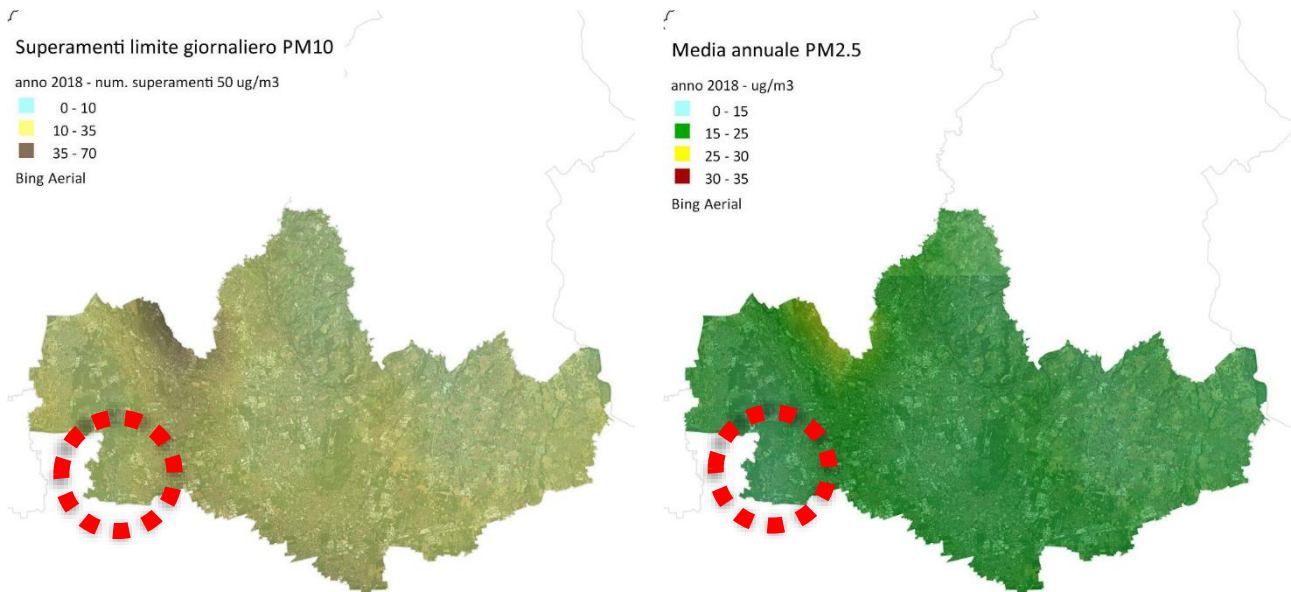 Superamenti limite giornaliero PM10
anno 2018 - num. superamenti 50 ug/m3
0 - 10
10 - 35
35 - 70
Bing Aerial
Media annuale PM2.5
anno 2018 - ug/m3
0 - 15
15 - 25
25 - 30
30 - 35
Bing Aerial